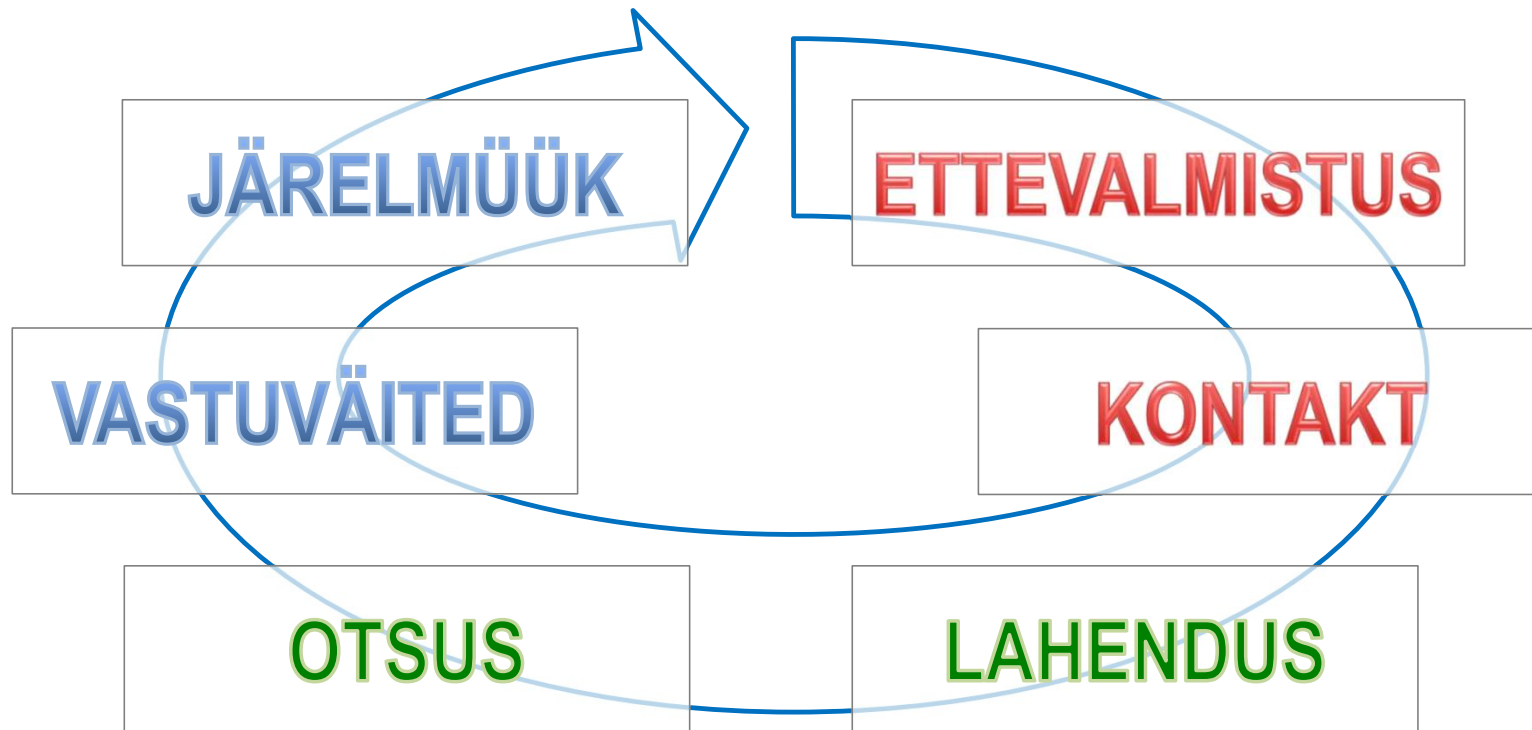 JÄRELMÜÜK
ETTEVALMISTUS
VASTUVÄITED
KONTAKT
OTSUS
LAHENDUS